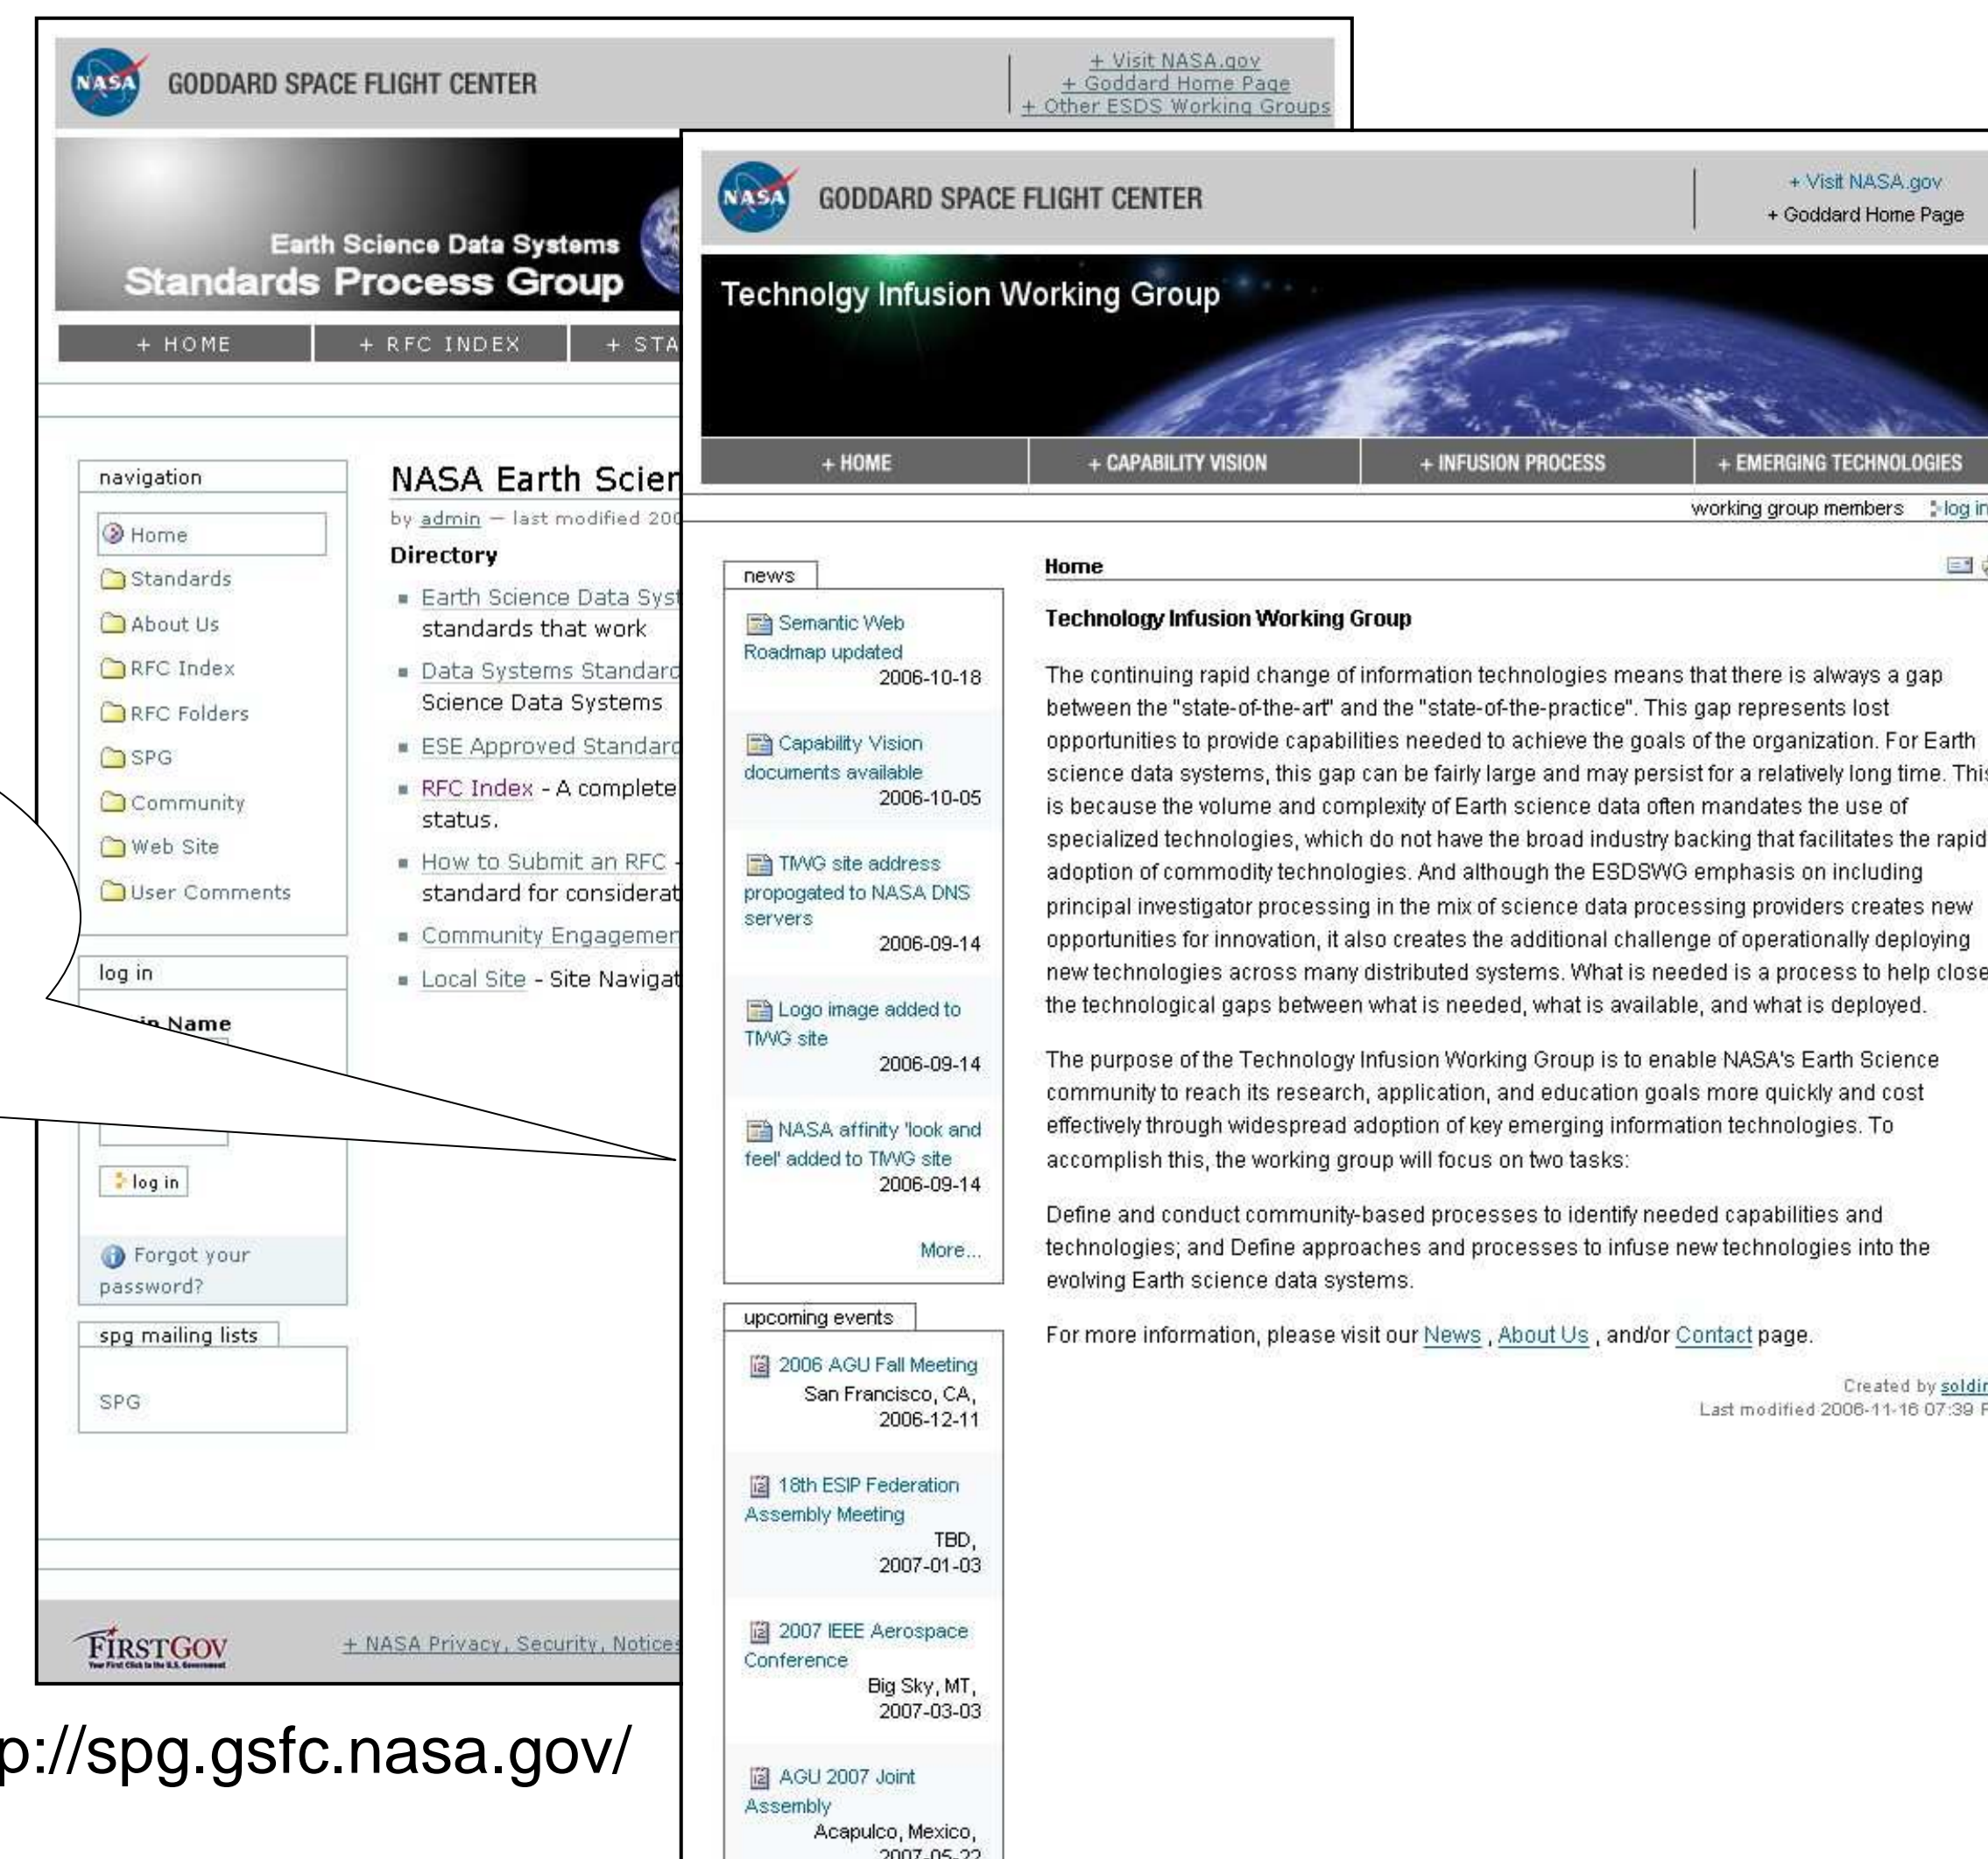 NASA
GODDARD SPACE FLIGHT CENTER
+ Visit NASA.gov
+ Goddard Home Page
+ Other ESDS Working Groups
Earth Science Data Systems
Standards Process Group
+ HOME
+ RFC INDEX
+ STA
navigation
Home
Standards
About Us
RFC Index
RFC Folders
SPG
Community
Web Site
User Comments
log in
Name
log in
Forgot your
password?
spg mailing lists
SPG
NASA Earth Scien
by admin — last modified 200
Directory
Earth Science Data Syst
standards that work
Data Systems Standard
Science Data Systems
ESE Approved Standard
RFC Index - A complete
status.
How to Submit an RFC -
standard for considerat
Community Engagemen
Local Site - Site Navigat
FIRSTGOV
Your First Click to the U.S. Government
+ NASA Privacy, Security, Notices
p://spg.gsfc.nasa.gov/
NASA
GODDARD SPACE FLIGHT CENTER
+ Visit NASA.gov
+ Goddard Home Page
Technolgy Infusion Working Group
+ HOME
+ CAPABILITY VISION
+ INFUSION PROCESS
+ EMERGING TECHNOLOGIES
working group members
log in
news
Semantic Web
Roadmap updated
2006-10-18
Capability Vision
documents available
2006-10-05
TIWG site address
propogated to NASA DNS
servers
2006-09-14
Logo image added to
TIWG site
2006-09-14
NASA affinity 'look and
feel' added to TIWG site
2006-09-14
More...
upcoming events
2006 AGU Fall Meeting
San Francisco, CA,
2006-12-11
18th ESIP Federation
Assembly Meeting
TBD,
2007-01-03
2007 IEEE Aerospace
Conference
Big Sky, MT,
2007-03-03
AGU 2007 Joint
Assembly
Acapulco, Mexico,
2007-05-22
Home
Technology Infusion Working Group
The continuing rapid change of information technologies means that there is always a gap
between the "state-of-the-art" and the "state-of-the-practice". This gap represents lost
opportunities to provide capabilities needed to achieve the goals of the organization. For Earth
science data systems, this gap can be fairly large and may persist for a relatively long time. This
is because the volume and complexity of Earth science data often mandates the use of
specialized technologies, which do not have the broad industry backing that facilitates the rapid
adoption of commodity technologies. And although the ESDSWG emphasis on including
principal investigator processing in the mix of science data processing providers creates new
opportunities for innovation, it also creates the additional challenge of operationally deploying
new technologies across many distributed systems. What is needed is a process to help close
the technological gaps between what is needed, what is available, and what is deployed.
The purpose of the Technology Infusion Working Group is to enable NASA's Earth Science
community to reach its research, application, and education goals more quickly and cost
effectively through widespread adoption of key emerging information technologies. To
accomplish this, the working group will focus on two tasks:
Define and conduct community-based processes to identify needed capabilities and
technologies; and Define approaches and processes to infuse new technologies into the
evolving Earth science data systems.
For more information, please visit our News , About Us , and/or Contact page.
Created by
Last modified 2006-11-16 07:39